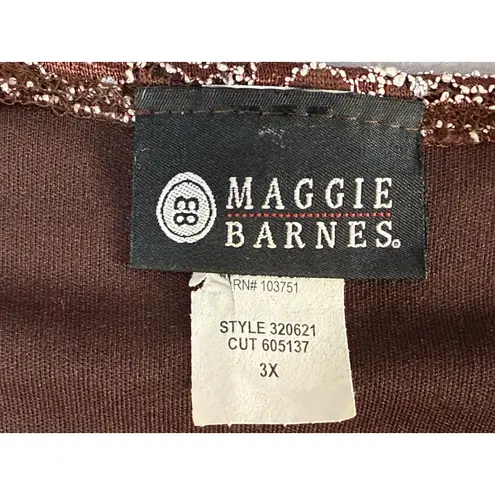 MAGGIE
BARNES®
RN# 103751
STYLE 320621
CUT 605137
3X